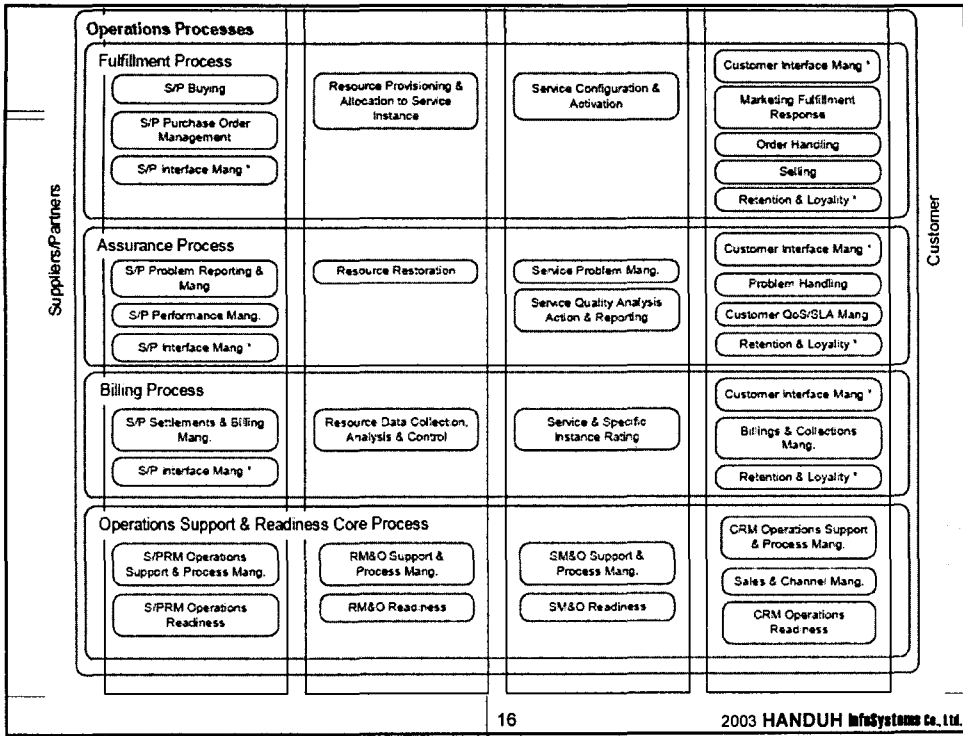 Operations Processes
Fulfillment Process
S/P Buying
S/P Purchase Order
Management
S/P Interface Mang *
Resource Provisioning &
Allocation to Service
Instance
Service Configuration &
Activation
Customer Interface Mang *
Marketing Fulfillment
Response
Order Handling
Selling
Retention & Loyality *
Suppliers/Partners
Customer
Assurance Process
S/P Problem Reporting &
Mang
S/P Performance Mang.
S/P Interface Mang *
Resource Restoration
Service Problem Mang.
Service Quality Analysis
Action & Reporting
Customer Interface Mang *
Problem Handling
Customer QoS/SLA Mang
Retention & Loyality *
Billing Process
S/P Settlements & Billing
Mang.
S/P Interface Mang *
Resource Data Collection,
Analysis & Control
Service & Specific
Instance Rating
Customer Interface Mang *
Billings & Collections
Mang.
Retention & Loyality *
Operations Support & Readiness Core Process
S/PRM Operations
Support & Process Mang.
S/PRM Operations
Readiness
RM&O Support &
Process Mang.
RM&O Readiness
SM&O Support &
Process Mang.
SM&O Readiness
CRM Operations Support
& Process Mang.
Sales & Channel Mang.
CRM Operations
Readiness
16
2003 HANDUH InfoSystems Co., Ltd.